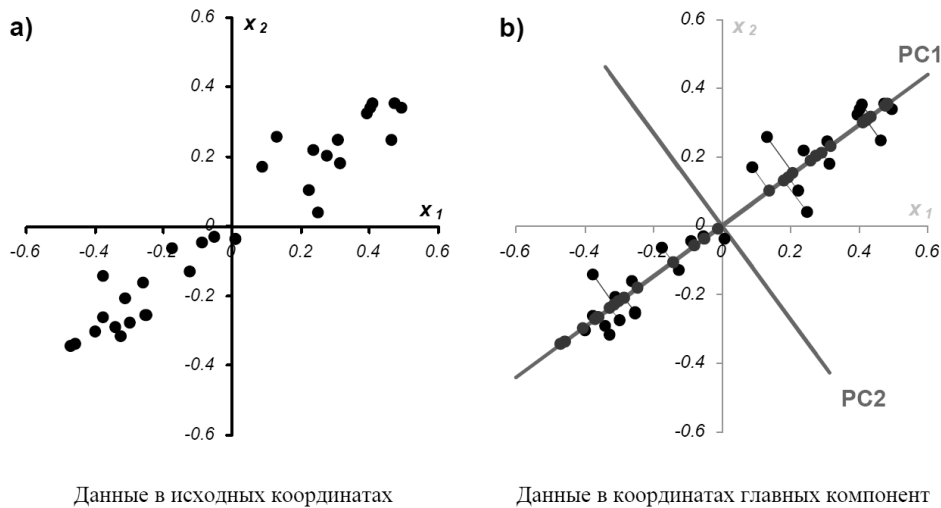 a)
x 2
0.6
0.4
0.2
0
-0.2
-0.4
-0.6
-0.6 -0.4 -0.2 0 0.2 0.4 0.6
x 1
Данные в исходных координатах
b)
x 2
PC1
0.6
0.4
0.2
0
-0.2
-0.4
-0.6
-0.6 -0.4 -0.2 0 0.2 0.4 0.6
x 1
PC2
Данные в координатах главных компонент